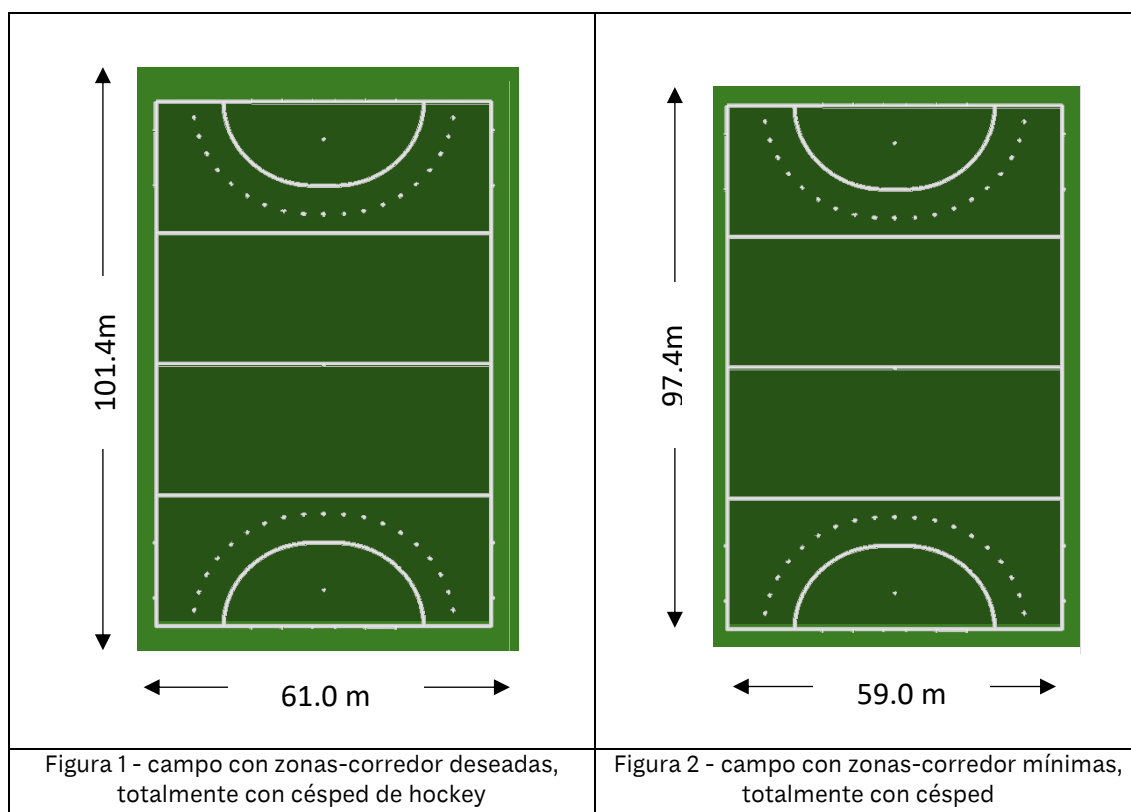 101.4m
61.0 m
97.4m
59.0 m
Figura 1 - campo con zonas-corredor deseadas,
totalmente con césped de hockey
Figura 2 - campo con zonas-corredor mínimas,
totalmente con césped